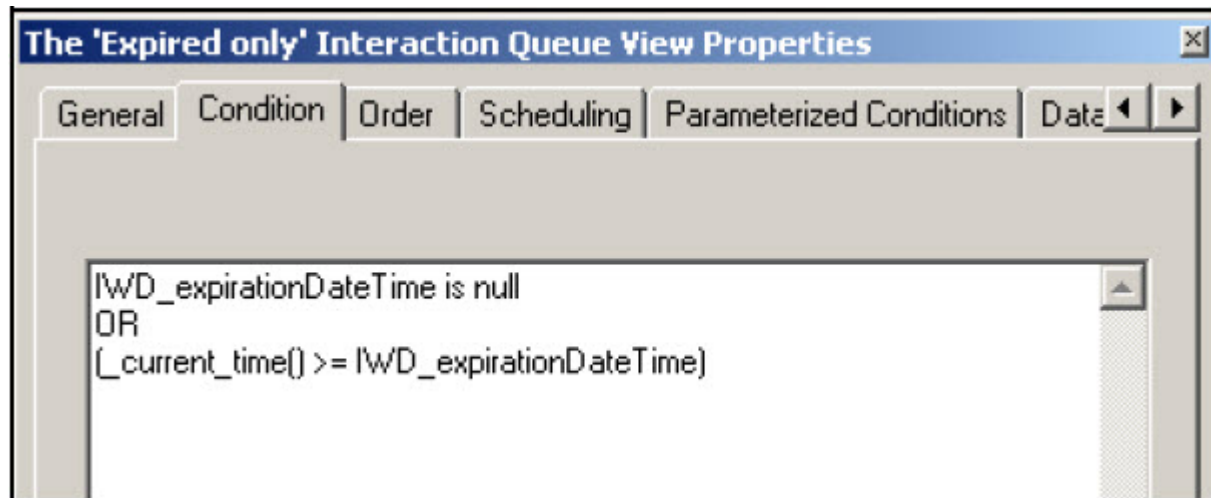 The 'Expired only' Interaction Queue View Properties
General Condition Order Scheduling Parameterized Conditions Data
IWD_expirationDateTime is null
OR
(_current_time() >= IWD_expirationDateTime)